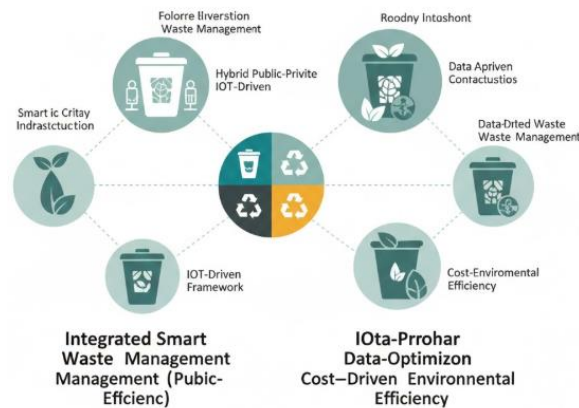 Folorre IIrverstion
Waste Management
Hybrid Public-Privite
IOT-Driven
Smart ic Critay
Indrastctuction
IOT-Driven
Framework
Roodny Intashont
Data Apriven
Contactustios
Data-Drted Waste
Waste Management
Cost-Enviromental
Efficiency
Integrated Smart
Waste Management
Management (Pubic-
Effcienc)
IOta-Prrohar
Data-Optimizon
Cost–Driven Environnental
Efficiency